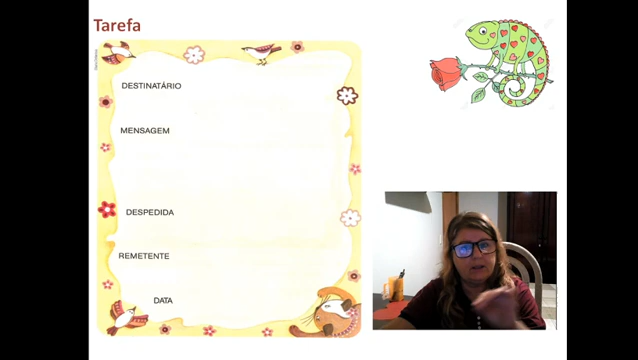 Tarefa
DESTINATÁRIO
MENSAGEM
DESPEDIDA
REMETENTE
DATA